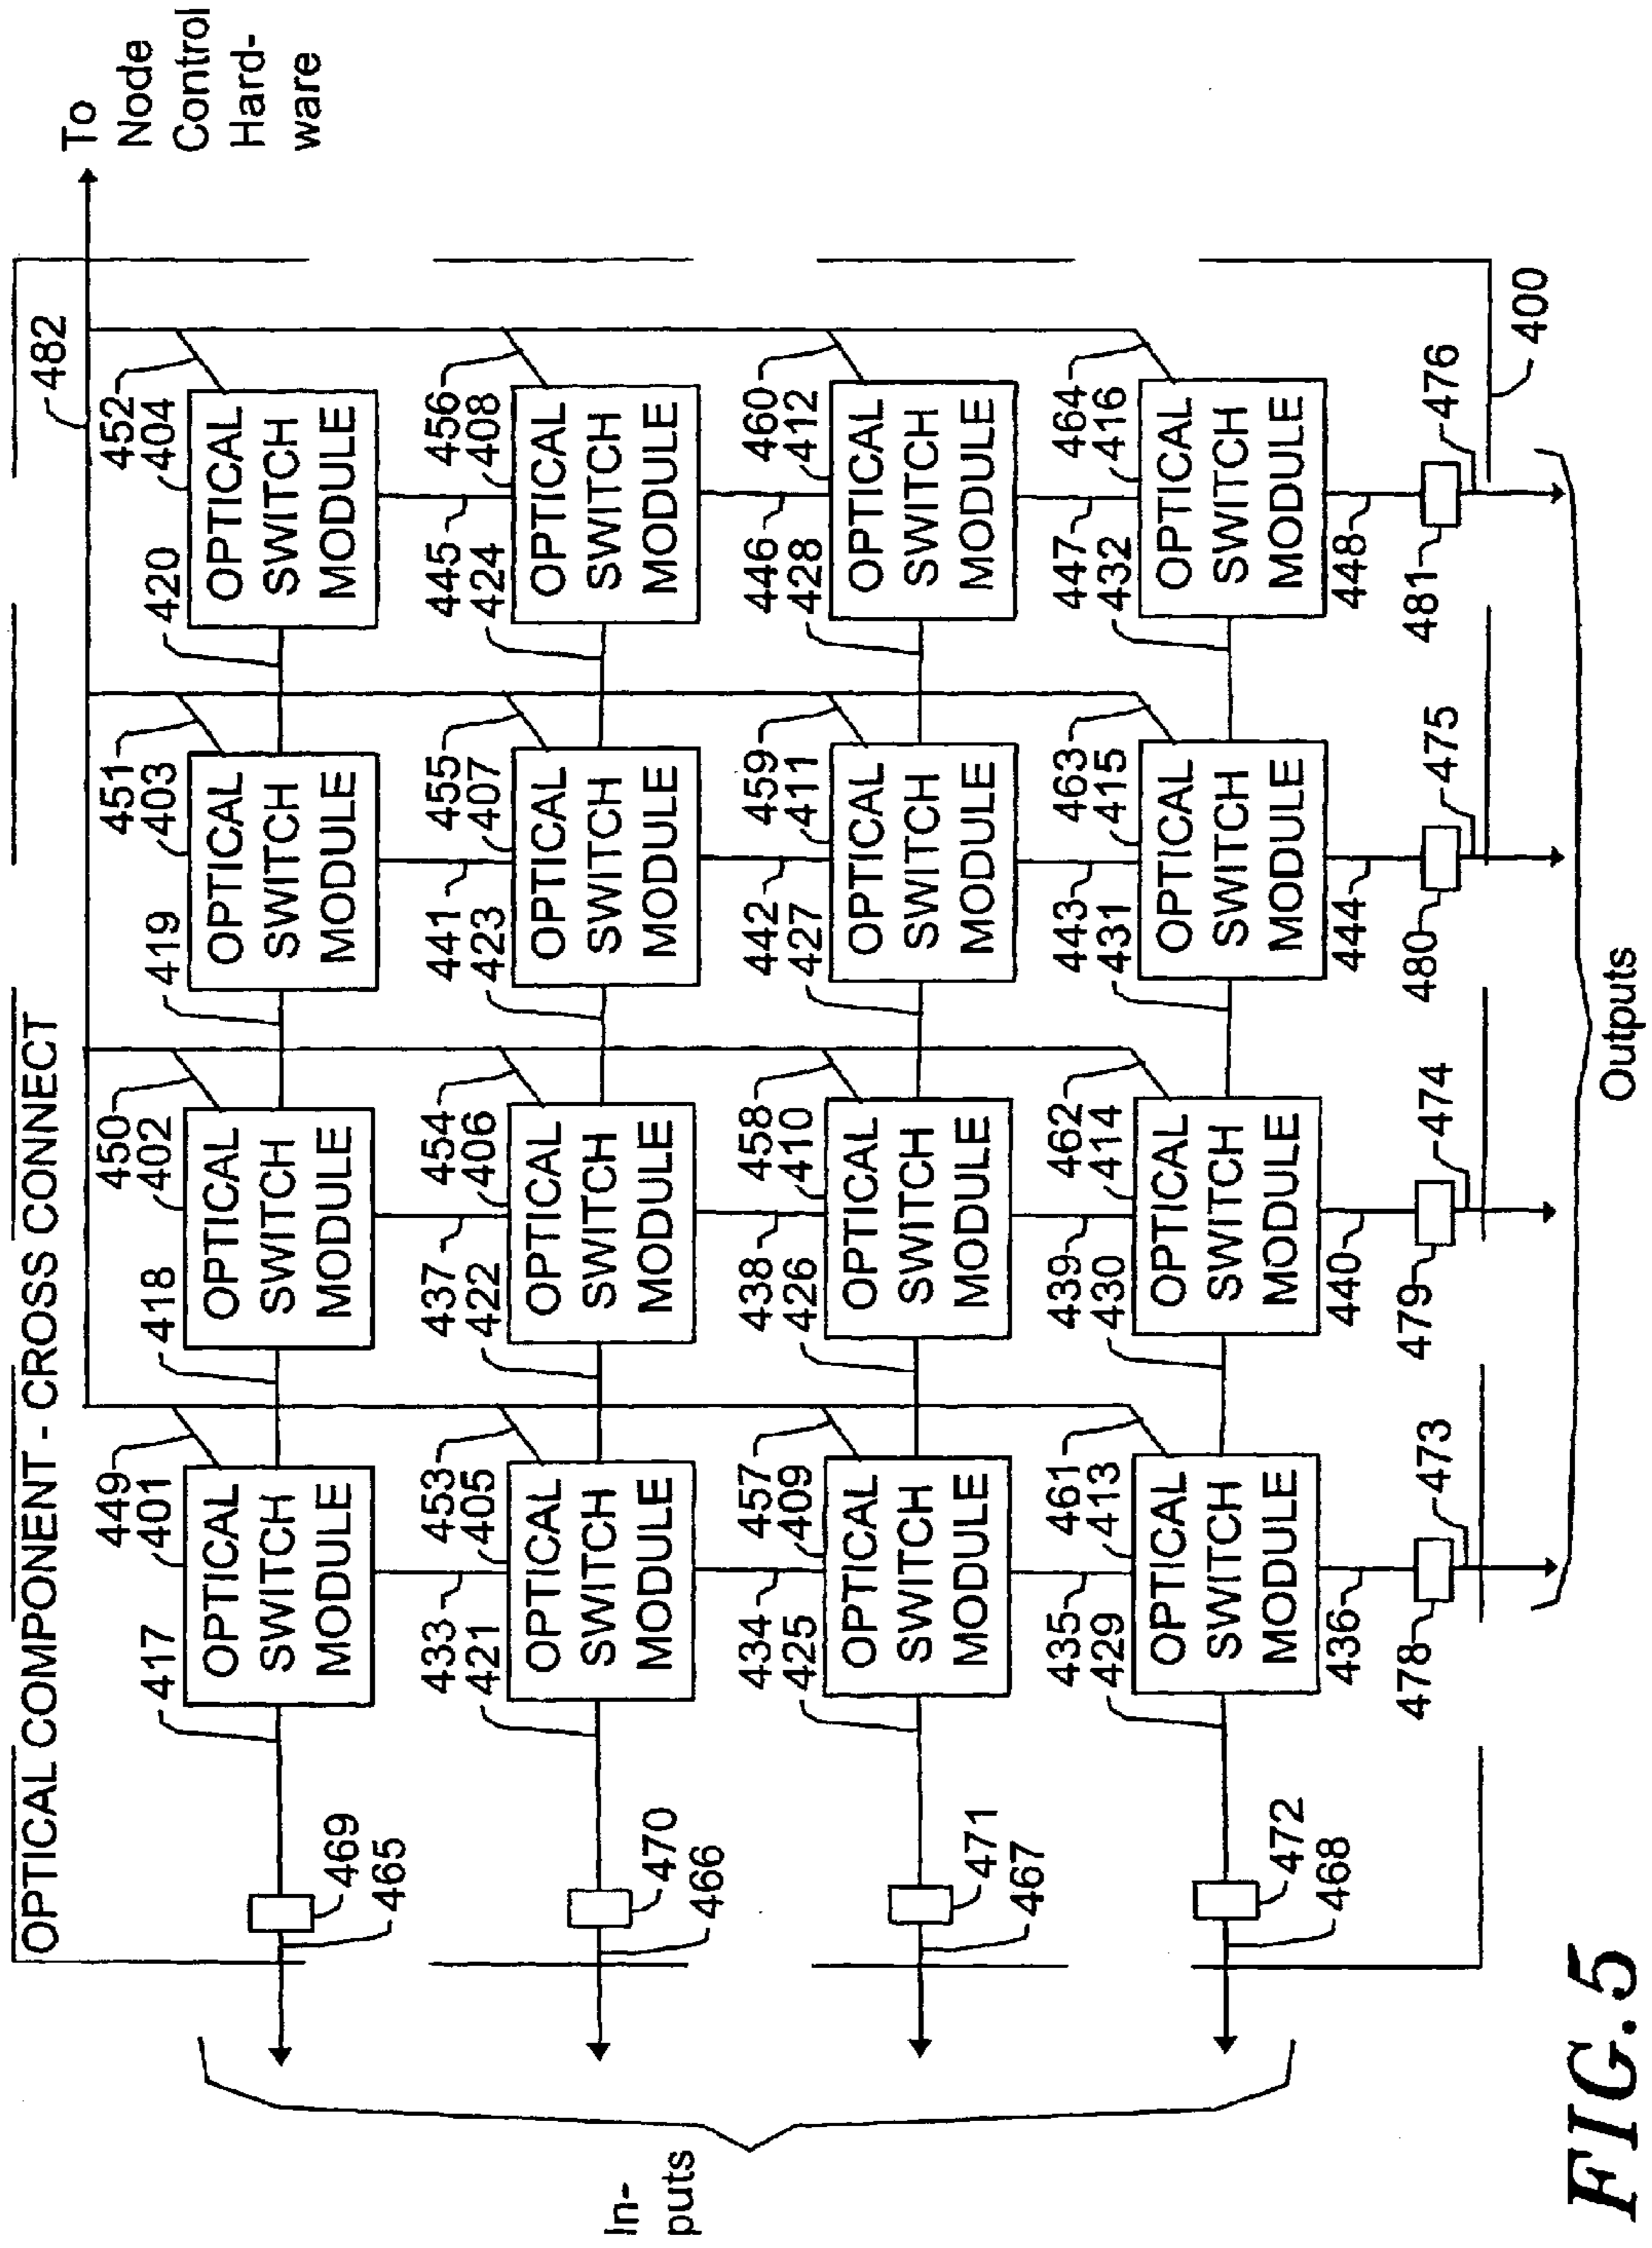 OPTICAL COMPONENT - CROSS CONNECT
482
To
Node
Control
Hard-
ware
449
401
450
402
451
403
452
404
417
418
419
420
OPTICAL
SWITCH
MODULE
OPTICAL
SWITCH
MODULE
OPTICAL
SWITCH
MODULE
OPTICAL
SWITCH
MODULE
469
465
453
405
454
406
455
407
456
408
433
421
437
422
441
423
445
424
OPTICAL
SWITCH
MODULE
OPTICAL
SWITCH
MODULE
OPTICAL
SWITCH
MODULE
OPTICAL
SWITCH
MODULE
470
466
In-
puts
457
409
458
410
459
411
460
412
434
425
438
426
442
427
446
428
OPTICAL
SWITCH
MODULE
OPTICAL
SWITCH
MODULE
OPTICAL
SWITCH
MODULE
OPTICAL
SWITCH
MODULE
471
467
461
413
462
414
463
415
464
416
435
429
439
430
443
431
447
432
OPTICAL
SWITCH
MODULE
OPTICAL
SWITCH
MODULE
OPTICAL
SWITCH
MODULE
OPTICAL
SWITCH
MODULE
472
468
436
440
444
448
478
473
479
474
480
475
481
476
400
Outputs
FIG.5